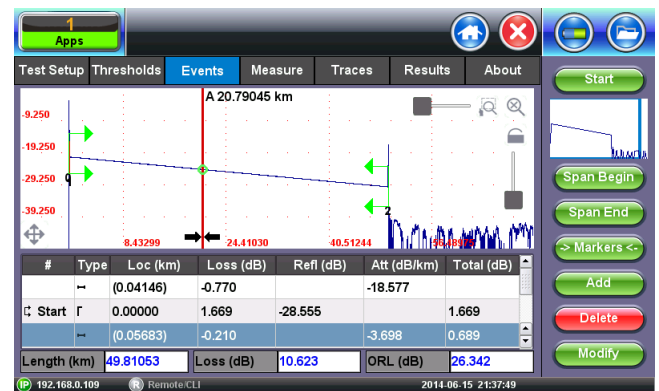 1
Apps
Test Setup Thresholds Events Measure Traces Results About
A 20.79045 km
-9.250
-19.250
-29.250
-39.250
0
2
8.43299 24.41030 40.51244
# Type Loc (km) Loss (dB) Refl (dB) Att (dB/km) Total (dB)
(0.04146) -0.770 -18.577
Start 0.00000 1.669 -28.555 1.669
(0.05683) -0.210 -3.698 0.689
Length (km) 49.81053 Loss (dB) 10.623 ORL (dB) 26.342
IP 192.168.0.109 R Remote/CLI 2014-06-15 21:37:49
Start
Span Begin
Span End
-> Markers <-
Add
Delete
Modify